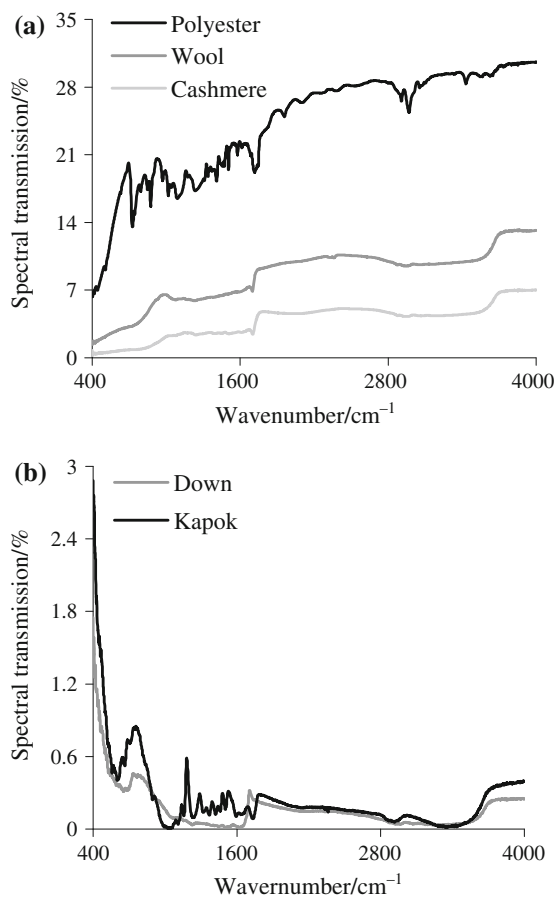 (a)
35
Polyester
Wool
28
Cashmere
21
14
7
0
Spectral transmission/%
400
1600
2800
4000
Wavenumber/cm⁻¹
(b)
3
Down
Kapok
2.4
1.8
1.2
0.6
0
Spectral transmission/%
400
1600
2800
4000
Wavernumber/cm⁻¹